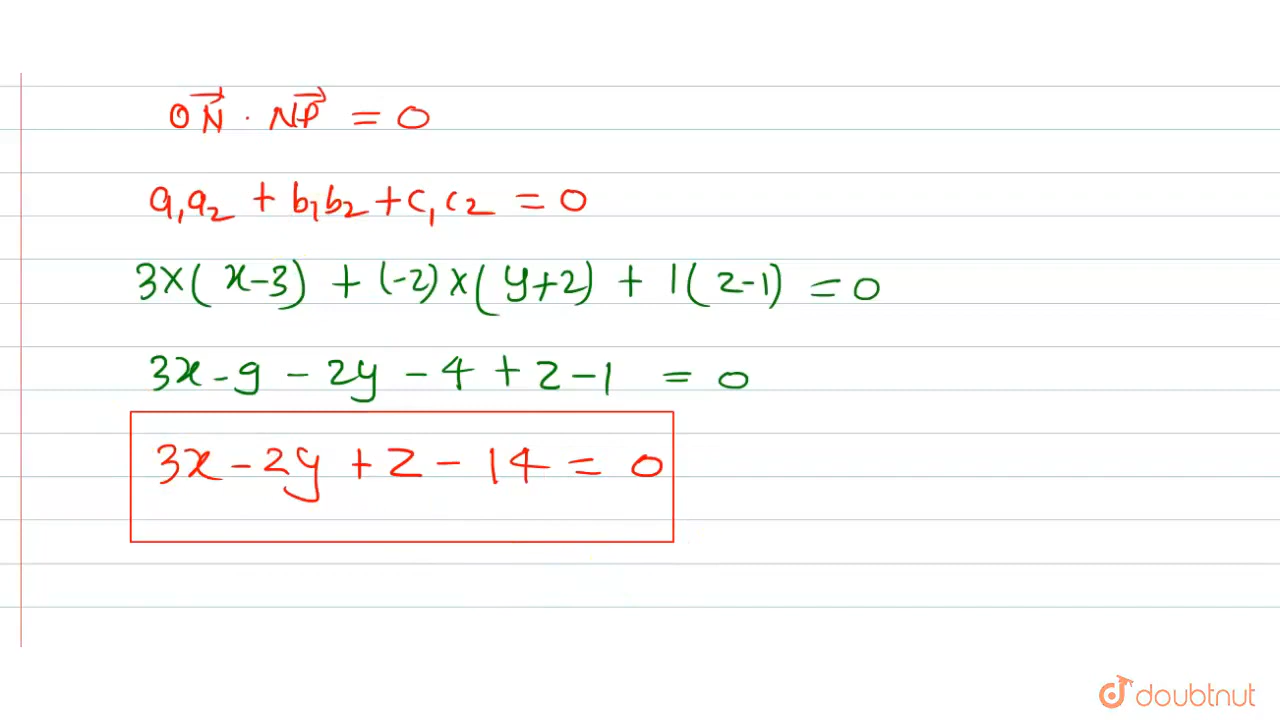 ON · NP = 0
a₁a₂ + b₁b₂ + c₁c₂ = 0
3×(x-3) + (-2)×(y+2) + 1(z-1) = 0
3x - 9 - 2y - 4 + z - 1 = 0
3x - 2y + z - 14 = 0
doubtnut